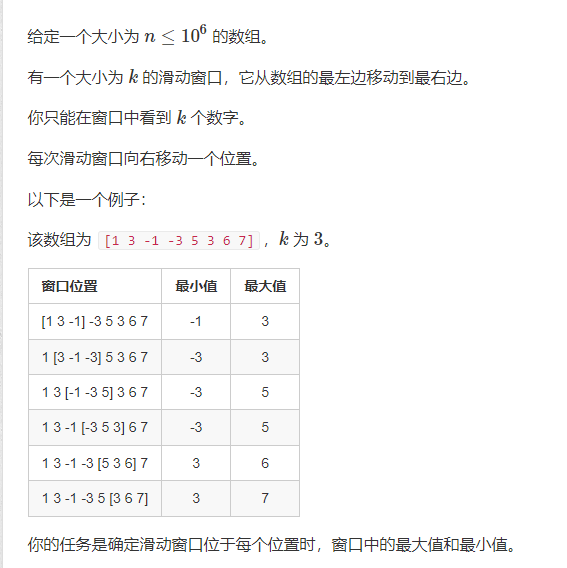 给定一个大小为 n ≤ 10⁶ 的数组。
有一个大小为 k 的滑动窗口，它从数组的最左边移动到最右边。
你只能在窗口中看到 k 个数字。
每次滑动窗口向右移动一个位置。
以下是一个例子：
该数组为 [1 3 -1 -3 5 3 6 7]，k 为 3。
窗口位置 最小值 最大值
[1 3 -1] -3 5 3 6 7 -1 3
1 [3 -1 -3] 5 3 6 7 -3 3
1 3 [-1 -3 5] 3 6 7 -3 5
1 3 -1 [-3 5 3] 6 7 -3 5
1 3 -1 -3 [5 3 6] 7 3 6
1 3 -1 -3 5 [3 6 7] 3 7
你的任务是确定滑动窗口位于每个位置时，窗口中的最大值和最小值。